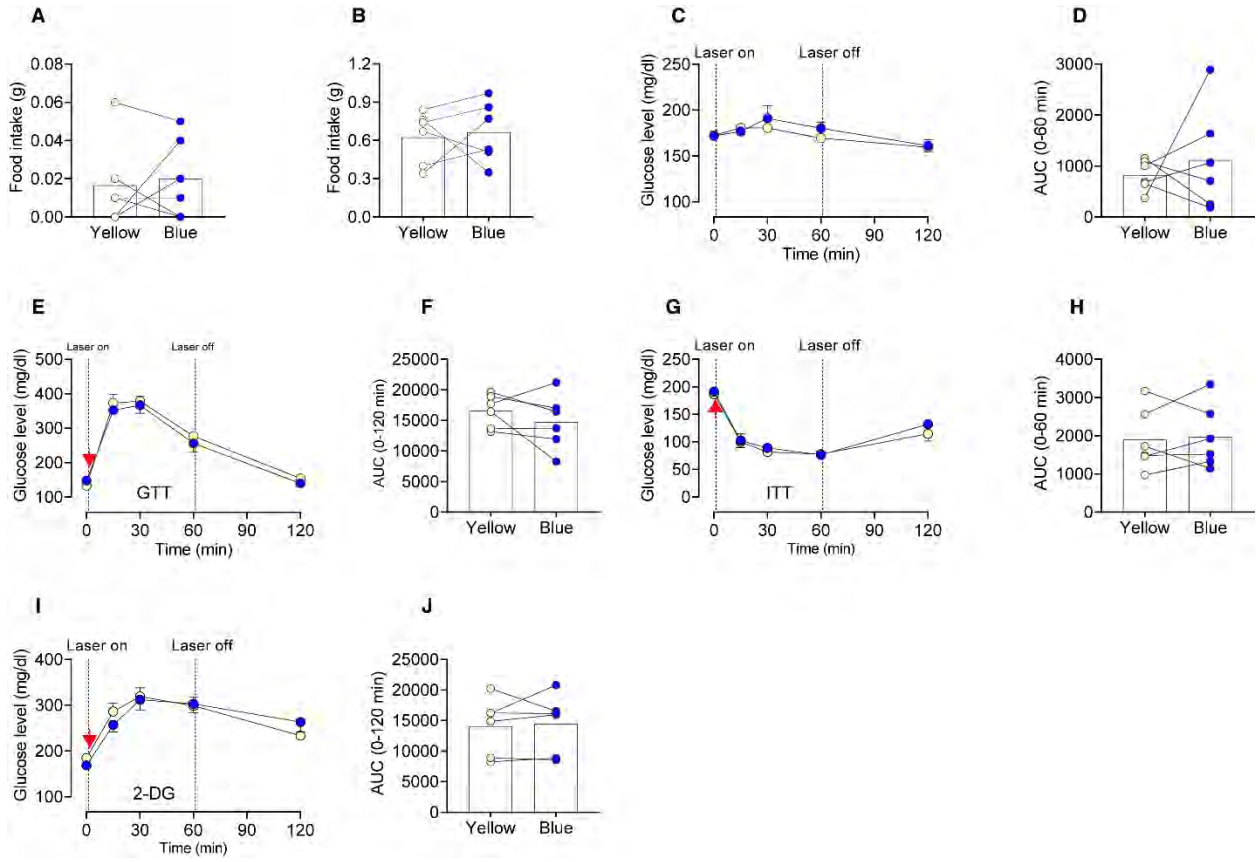 A
Food intake (g)
0.08
0.06
0.04
0.02
0.00
Yellow Blue
B
Food intake (g)
1.2
0.9
0.6
0.3
0.0
Yellow Blue
C
Laser on Laser off
Glucose level (mg/dl)
250
200
150
100
0 30 60 90 120
Time (min)
D
AUC (0-60 min)
3000
2000
1000
0
Yellow Blue
E
Laser on Laser off
Glucose level (mg/dl)
500
400
300
200
100
GTT
0 30 60 90 120
Time (min)
F
AUC (0-120 min)
25000
20000
15000
10000
5000
0
Yellow Blue
G
Laser on Laser off
Glucose level (mg/dl)
250
200
150
100
50
0
ITT
0 30 60 90 120
Time (min)
H
AUC (0-60 min)
4000
3000
2000
1000
0
Yellow Blue
I
Laser on Laser off
Glucose level (mg/dl)
400
300
200
100
2-DG
0 30 60 90 120
Time (min)
J
AUC (0-120 min)
25000
20000
15000
10000
5000
0
Yellow Blue